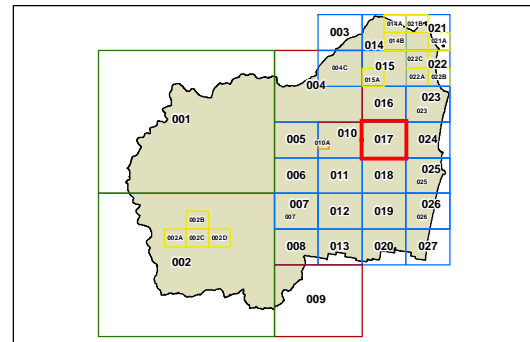 014A 021B 021
003
014 014B 021A
004C 015 022C 022
015A 022A 022B
004
001 016 023
023
005 010 017 024
010A
006 011 018 025
025
007 012 019 026
007 026
002B
002A 002C 002D
008 013 020 027
002
009